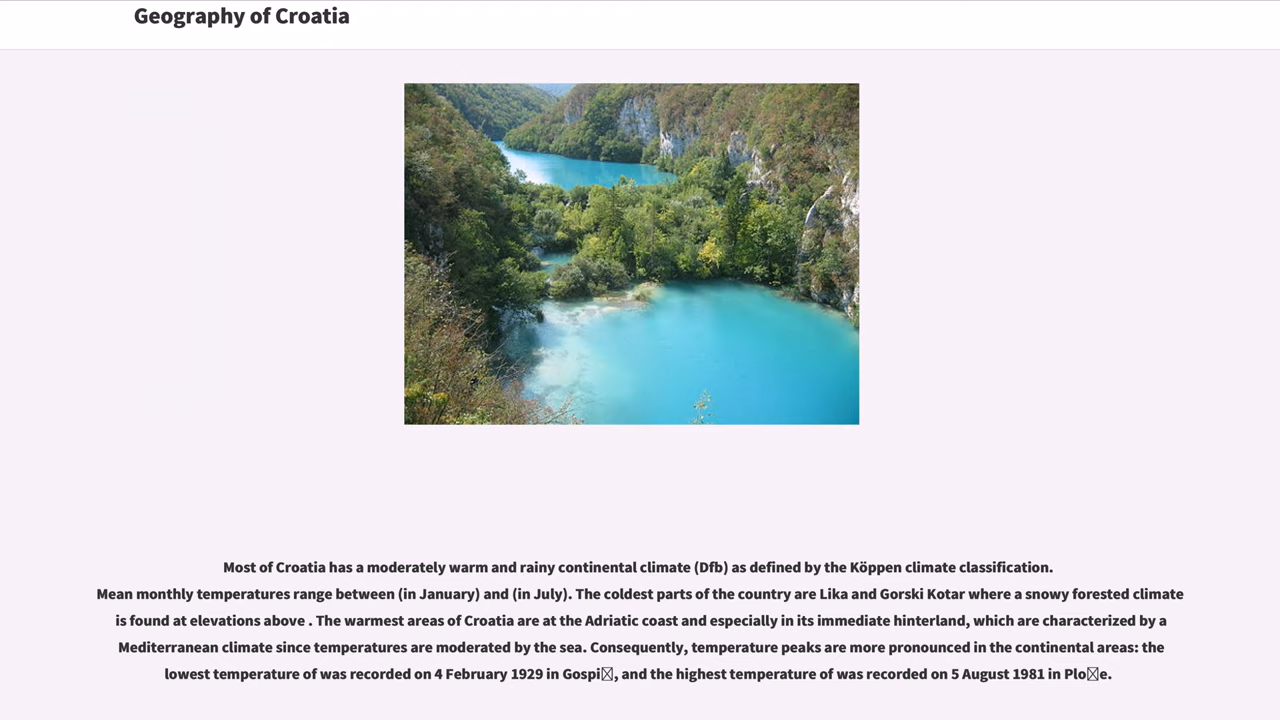 Geography of Croatia
Most of Croatia has a moderately warm and rainy continental climate (Dfb) as defined by the Köppen climate classification.
Mean monthly temperatures range between (in January) and (in July). The coldest parts of the country are Lika and Gorski Kotar where a snowy forested climate
is found at elevations above . The warmest areas of Croatia are at the Adriatic coast and especially in its immediate hinterland, which are characterized by a
Mediterranean climate since temperatures are moderated by the sea. Consequently, temperature peaks are more pronounced in the continental areas: the
lowest temperature of was recorded on 4 February 1929 in Gospi☒, and the highest temperature of was recorded on 5 August 1981 in Plo☒e.